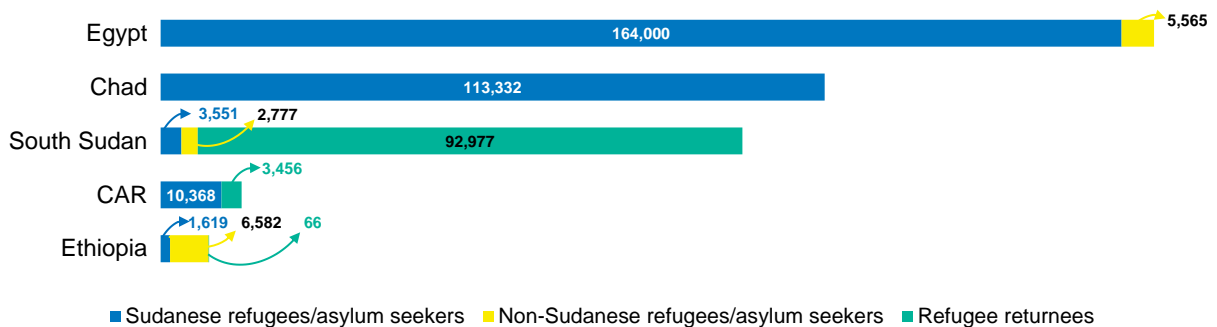 5,565
Egypt 164,000
Chad 113,332
3,551 2,777
South Sudan 92,977
3,456
CAR 10,368
1,619 6,582 66
Ethiopia
Sudanese refugees/asylum seekers Non-Sudanese refugees/asylum seekers Refugee returnees